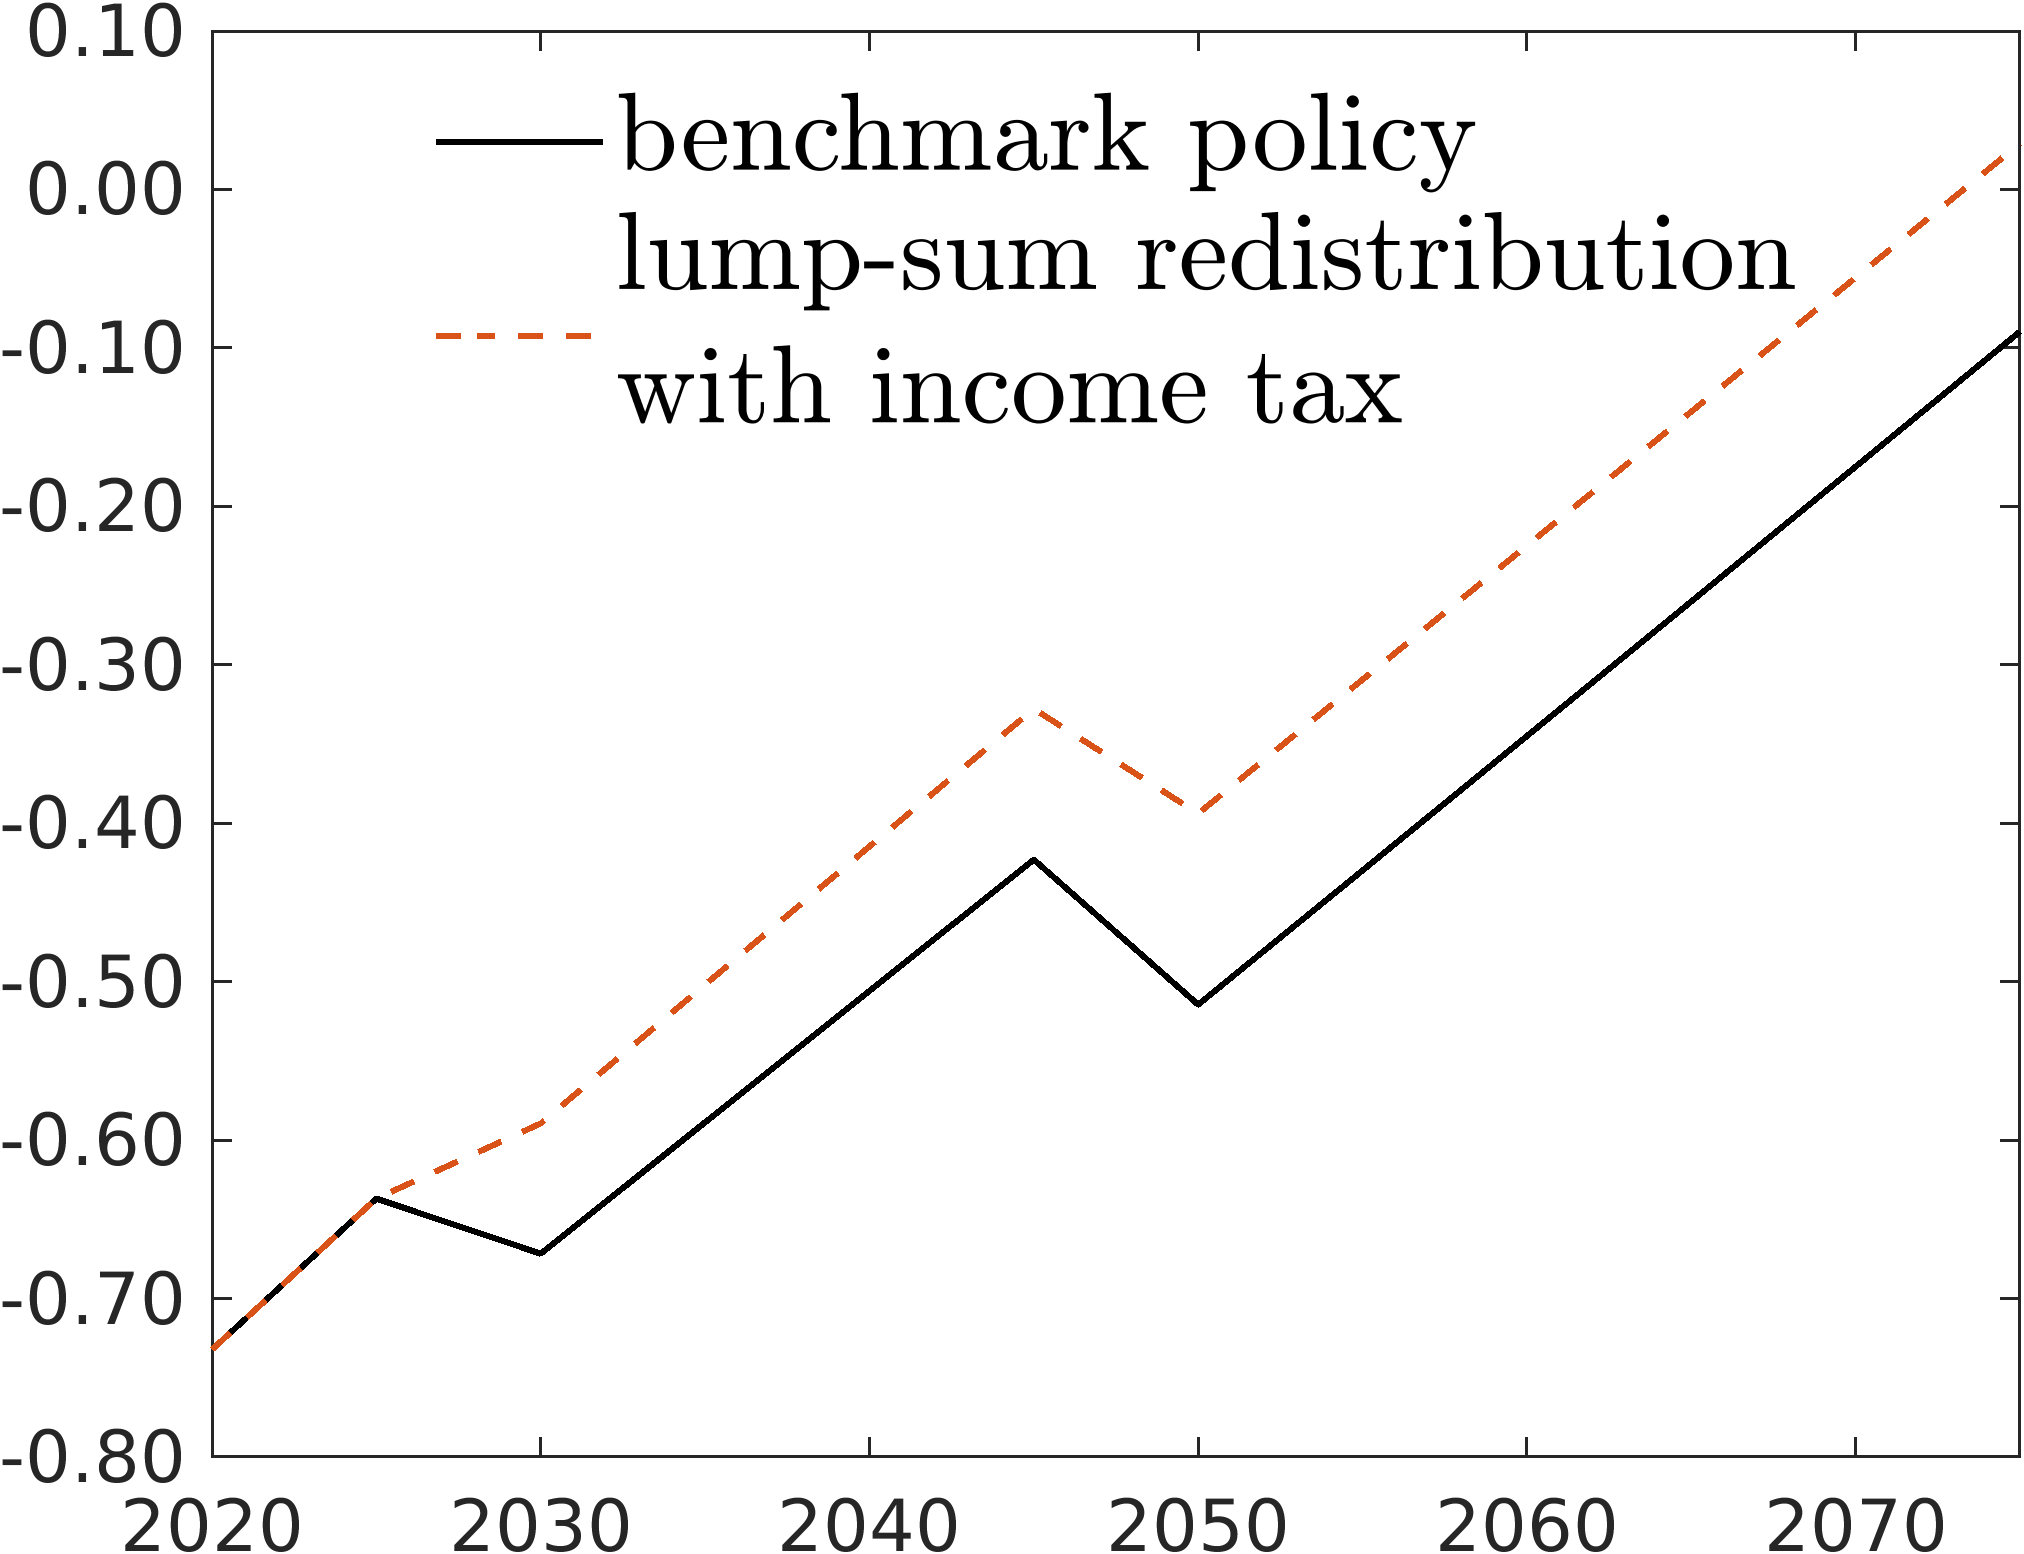 0.10
0.00
-0.10
-0.20
-0.30
-0.40
-0.50
-0.60
-0.70
-0.80
benchmark policy
lump-sum redistribution
with income tax
2020 2030 2040 2050 2060 2070